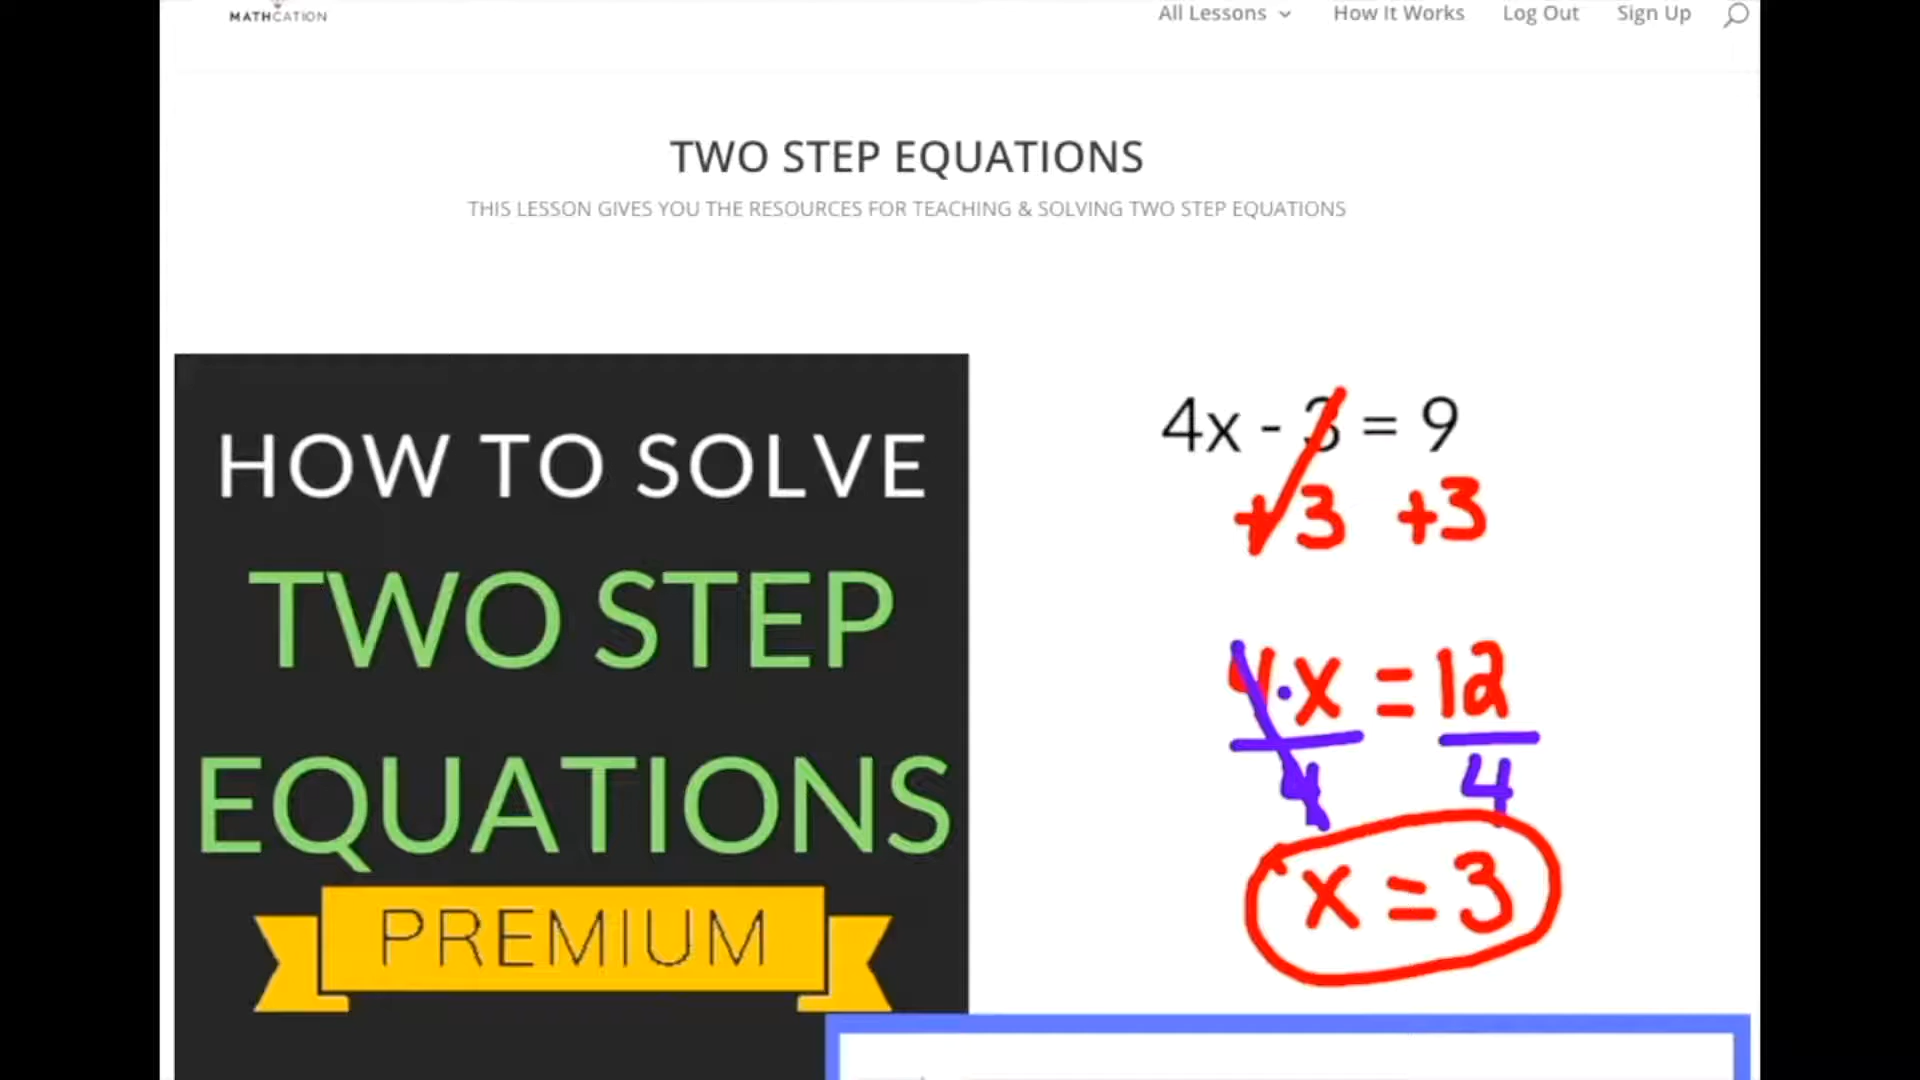 MATHCATION
All Lessons How It Works Log Out Sign Up
TWO STEP EQUATIONS
THIS LESSON GIVES YOU THE RESOURCES FOR TEACHING & SOLVING TWO STEP EQUATIONS
HOW TO SOLVE
TWO STEP
EQUATIONS
PREMIUM
4x - 3 = 9
+3 +3
4·x = 12
4 4
x = 3